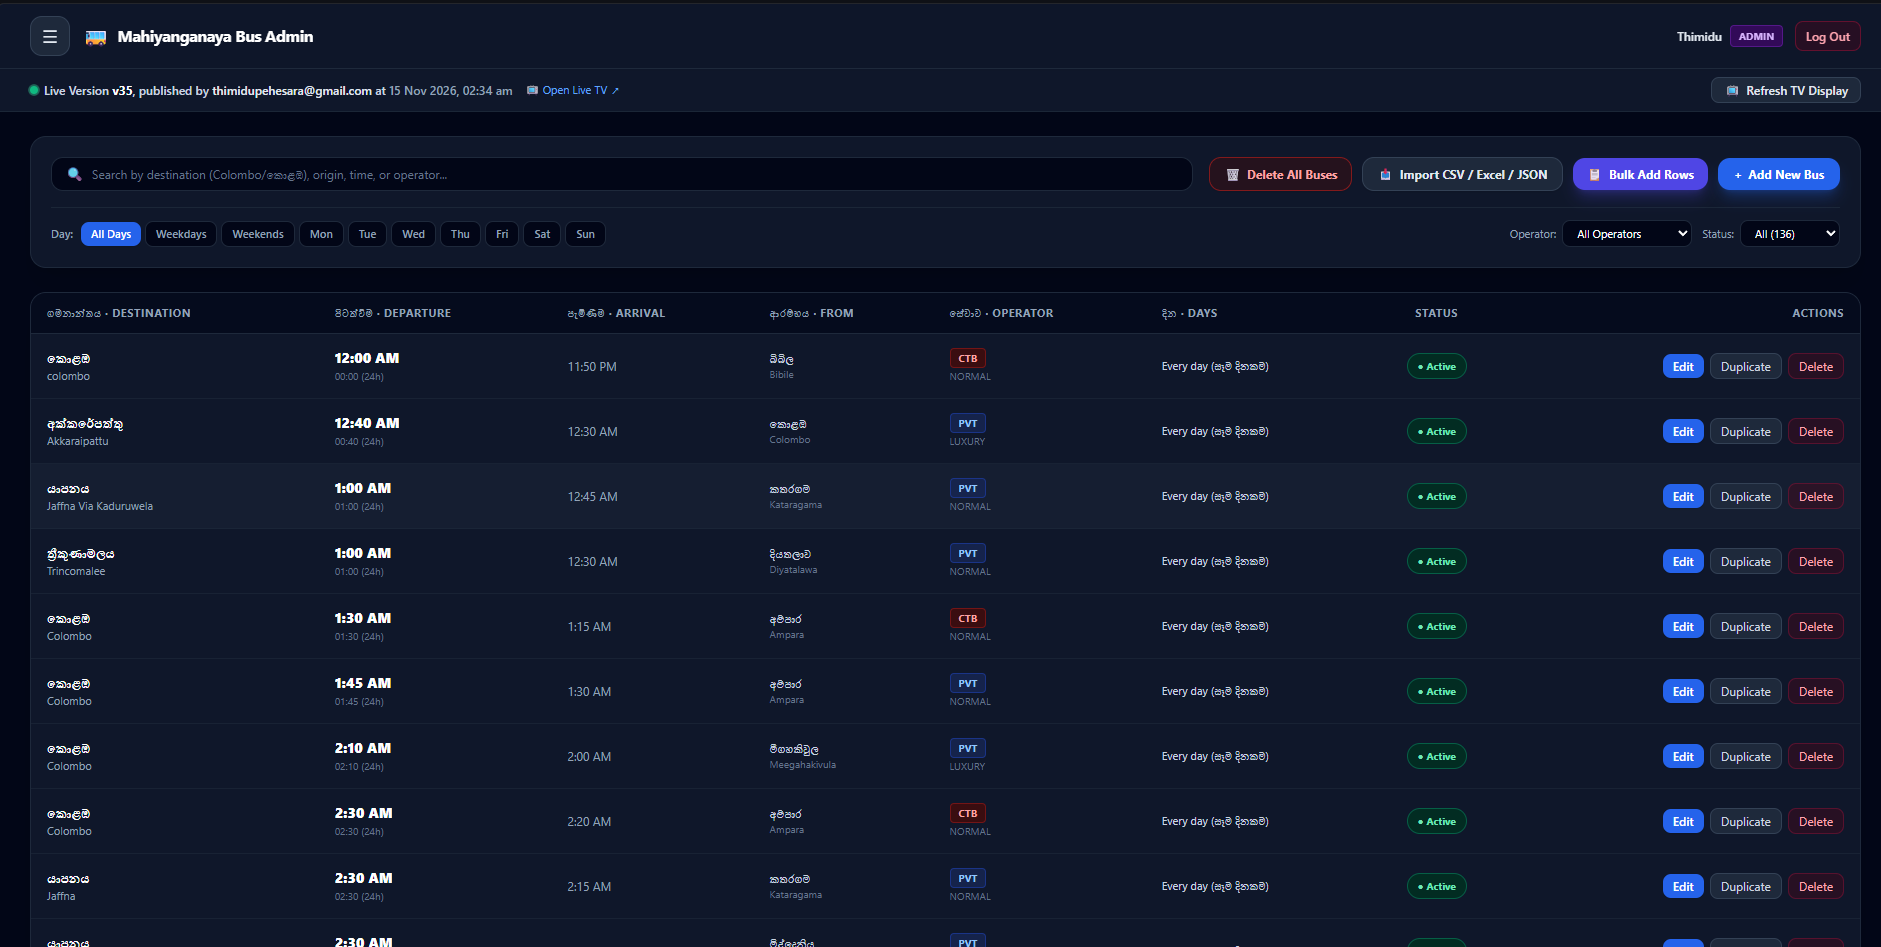 ☰ Mahiyanganaya Bus Admin
Thimidu ADMIN Log Out
Live Version v35, published by thimidupehesara@gmail.com at 15 Nov 2026, 02:34 am Open Live TV ↗
Refresh TV Display
Search by destination (Colombo/කොළඹ), origin, time, or operator...
Delete All Buses
Import CSV / Excel / JSON
Bulk Add Rows
+ Add New Bus
Day: All Days Weekdays Weekends Mon Tue Wed Thu Fri Sat Sun
Operator: All Operators Status: All (136)
ගමනාන්තය • DESTINATION පිටත්වීම • DEPARTURE පැමිණීම • ARRIVAL ආරම්භය • FROM සේවාව • OPERATOR දින • DAYS STATUS ACTIONS
කොළඹ 12:00 AM බිබිල CTB
colombo 00:00 (24h) 11:50 PM Bibile NORMAL Every day (සෑම දිනකම) • Active Edit Duplicate Delete
අක්කරේපත්තු 12:40 AM කොළඹ PVT
Akkaraipattu 00:40 (24h) 12:30 AM Colombo LUXURY Every day (සෑම දිනකම) • Active Edit Duplicate Delete
යාපනය 1:00 AM කතරගම PVT
Jaffna Via Kaduruwela 01:00 (24h) 12:45 AM Kataragama NORMAL Every day (සෑම දිනකම) • Active Edit Duplicate Delete
ත්‍රීකුණාමලය 1:00 AM දියතලාව PVT
Trincomalee 01:00 (24h) 12:30 AM Diyatalawa NORMAL Every day (සෑම දිනකම) • Active Edit Duplicate Delete
කොළඹ 1:30 AM අම්පාර CTB
Colombo 01:30 (24h) 1:15 AM Ampara NORMAL Every day (සෑම දිනකම) • Active Edit Duplicate Delete
කොළඹ 1:45 AM අම්පාර PVT
Colombo 01:45 (24h) 1:30 AM Ampara NORMAL Every day (සෑම දිනකම) • Active Edit Duplicate Delete
කොළඹ 2:10 AM මීගහකිවුල PVT
Colombo 02:10 (24h) 2:00 AM Meegahakivula LUXURY Every day (සෑම දිනකම) • Active Edit Duplicate Delete
කොළඹ 2:30 AM අම්පාර CTB
Colombo 02:30 (24h) 2:20 AM Ampara NORMAL Every day (සෑම දිනකම) • Active Edit Duplicate Delete
යාපනය 2:30 AM කතරගම PVT
Jaffna 02:30 (24h) 2:15 AM Kataragama NORMAL Every day (සෑම දිනකම) • Active Edit Duplicate Delete
යාපනය 2:30 AM PVT